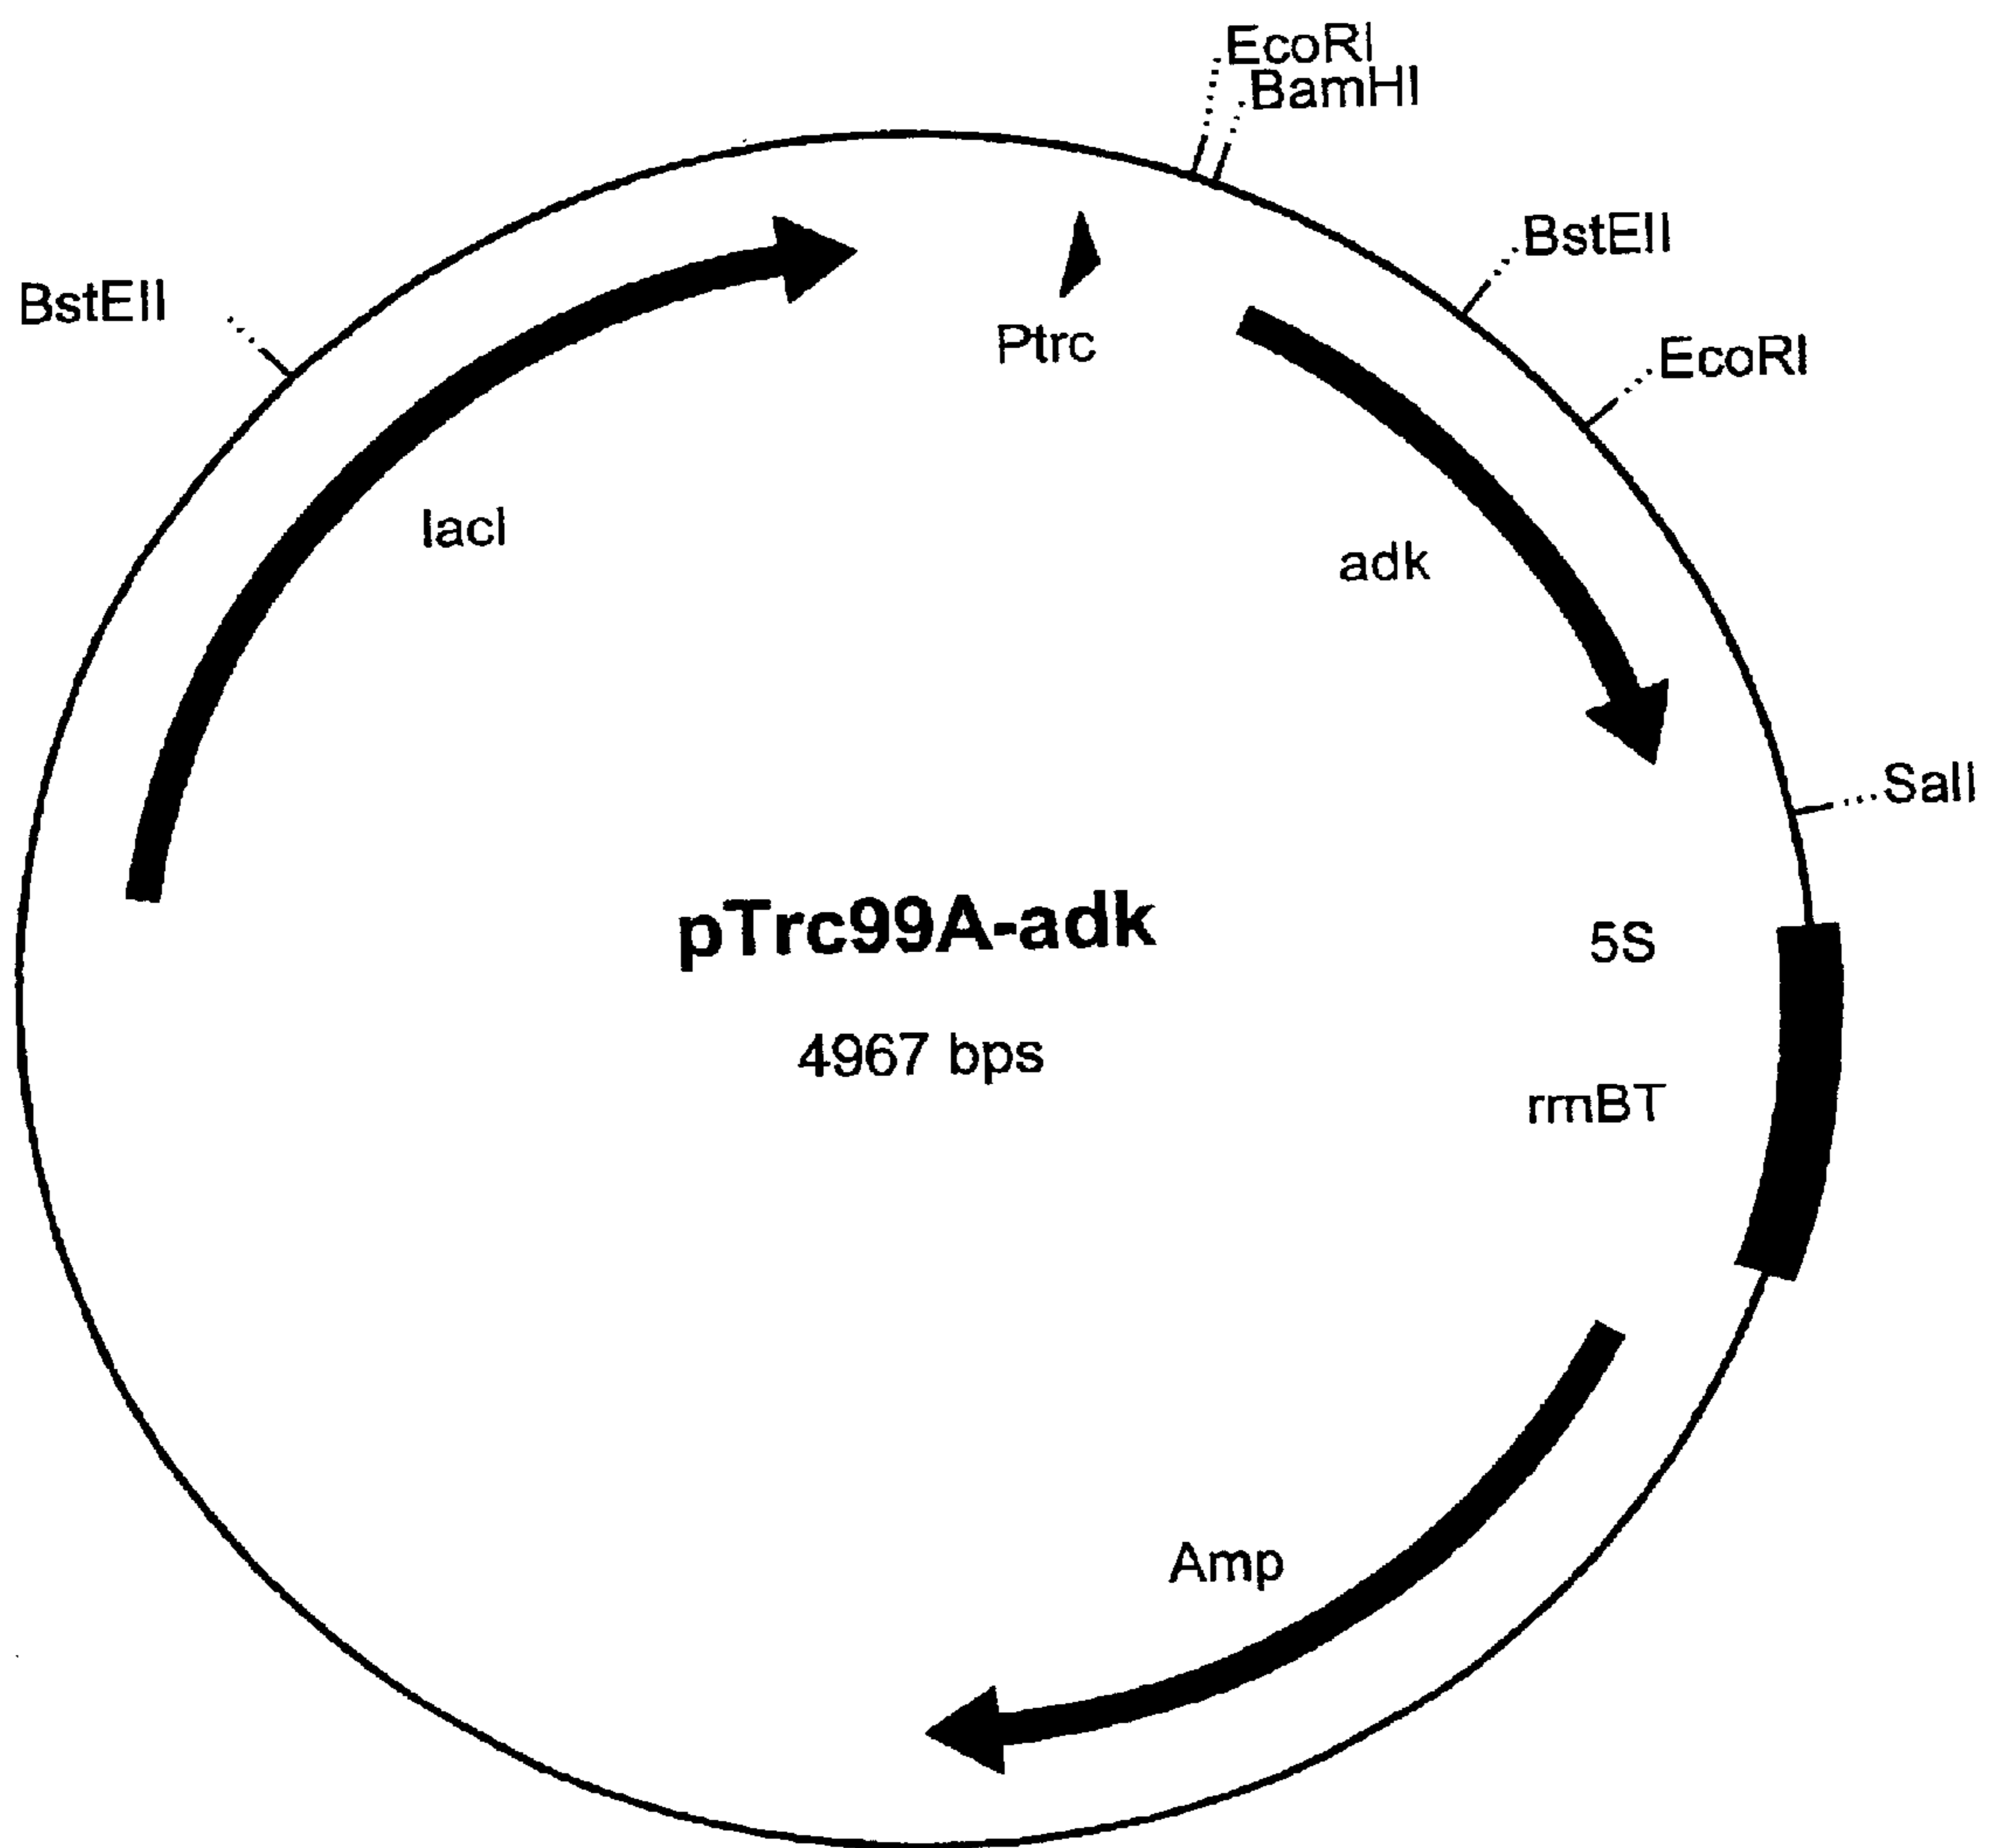 EcoRI
BamHI
BstEII
BstEII
Ptrc
EcoRI
lacI
adk
SalI
pTrc99A-adk
5S
4967 bps
rrnBT
Amp